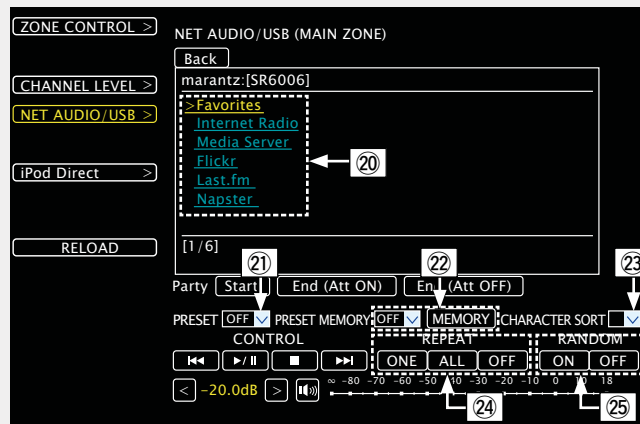 ZONE CONTROL >
NET AUDIO/USB (MAIN ZONE)
Back
CHANNEL LEVEL >
marantz:[SR6006]
NET AUDIO/USB >
>Favorites
Internet Radio
Media Server
Flickr
⑳
iPod Direct >
Last.fm
Napster
RELOAD
[1/6]
㉑ ㉒ ㉓
Party Start End (Att ON) End (Att OFF)
PRESET OFF PRESET MEMORY OFF MEMORY CHARACTER SORT
CONTROL REPEAT RANDOM
ONE ALL OFF ON OFF
< -20.0dB > ∞ -80 -70 -60 -50 -40 -30 -20 -10 0 10 18
㉔ ㉕